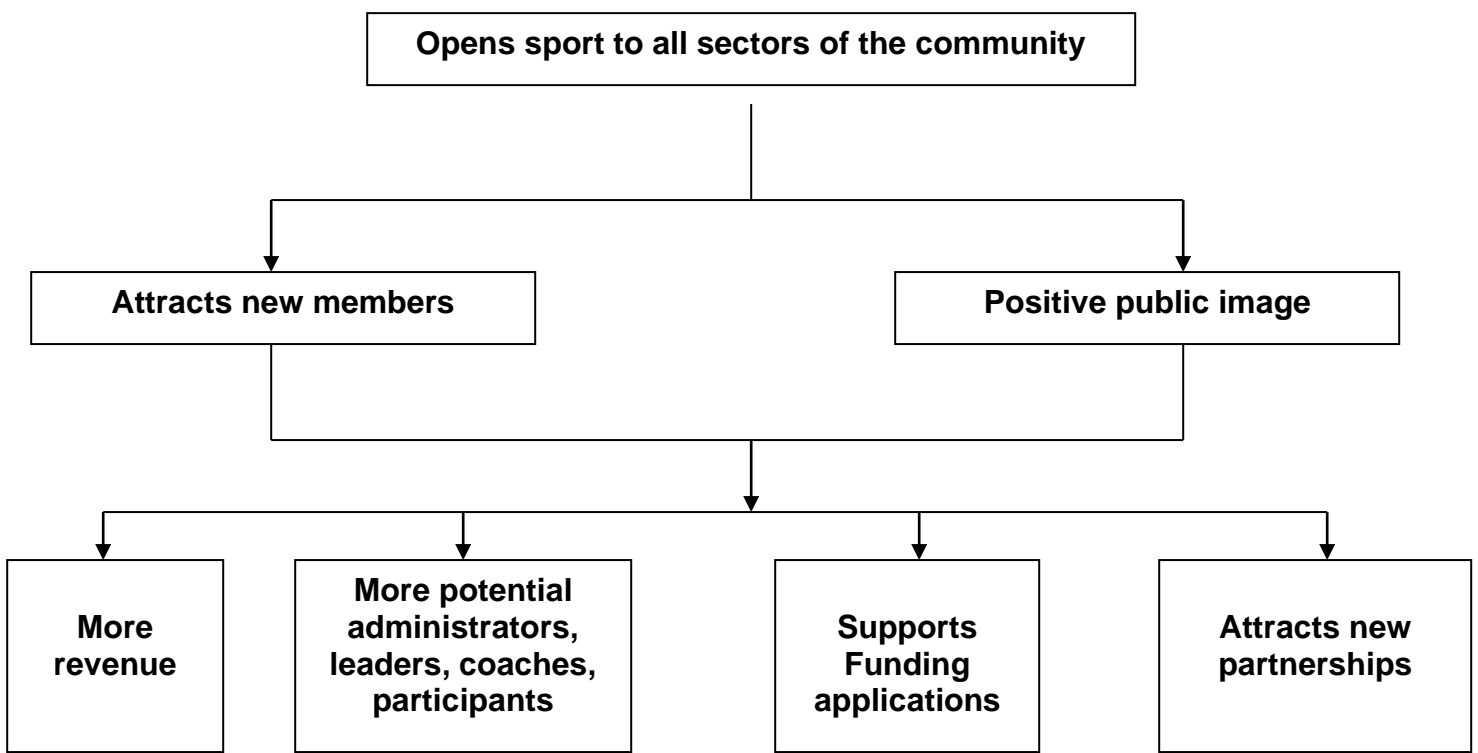 Opens sport to all sectors of the community
Attracts new members
Positive public image
More
revenue
More potential
administrators,
leaders, coaches,
participants
Supports
Funding
applications
Attracts new
partnerships